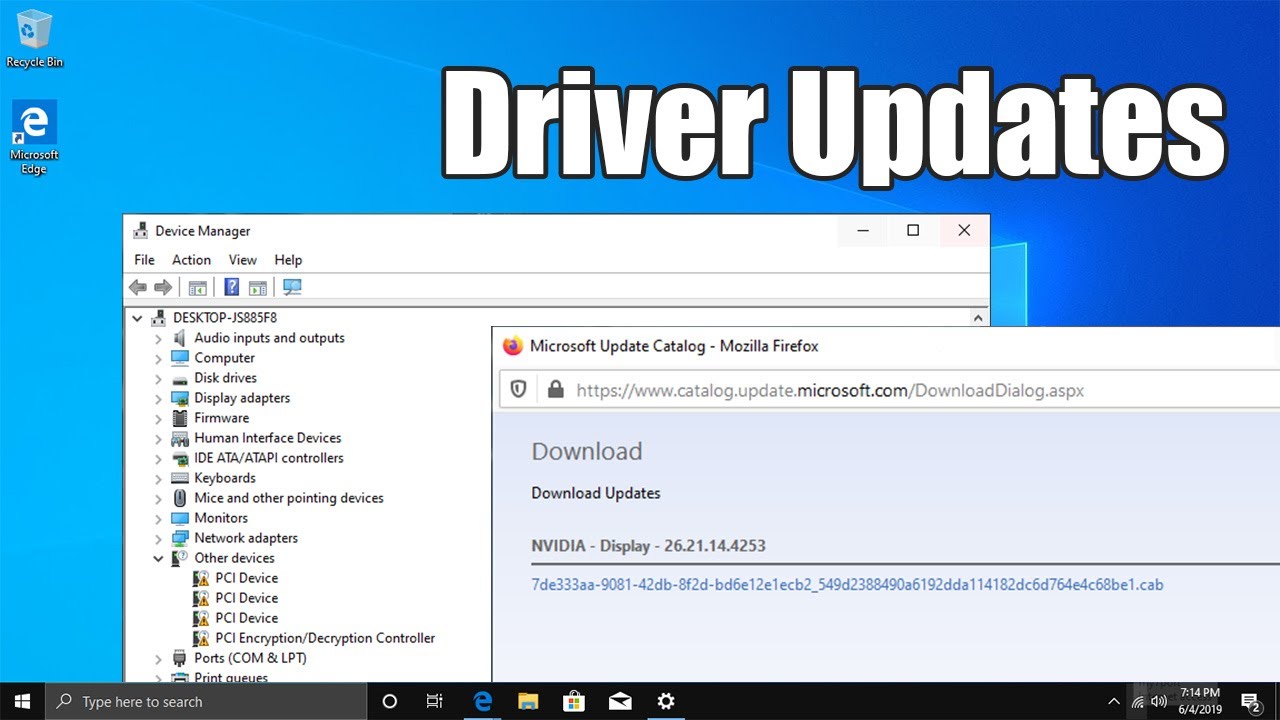 Recycle Bin
Microsoft
Edge
Driver Updates
Device Manager
File Action View Help
DESKTOP-JS885F8
Audio inputs and outputs
Computer
Disk drives
Display adapters
Firmware
Human Interface Devices
IDE ATA/ATAPI controllers
Keyboards
Mice and other pointing devices
Monitors
Network adapters
Other devices
PCI Device
PCI Device
PCI Device
PCI Encryption/Decryption Controller
Ports (COM & LPT)
Print queues
Microsoft Update Catalog - Mozilla Firefox
https://www.catalog.update.microsoft.com/DownloadDialog.aspx
Download
Download Updates
NVIDIA - Display - 26.21.14.4253
7de333aa-9081-42db-8f2d-bd6e12e1ecb2_549d2388490a6192dda114182dc6d764e4c68be1.cab
Type here to search
7:14 PM
6/4/2019
2